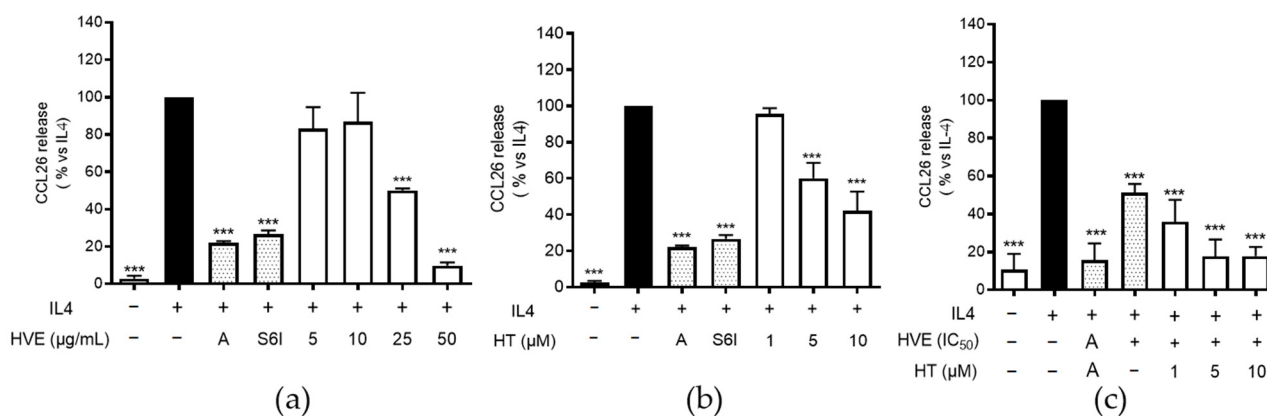 140
120
100
80
60
40
20
0
CCL26 release
( % vs IL4)
*** *** *** *** ***
IL4 – + + + + + + +
HVE (µg/mL) – – A S6I 5 10 25 50
(a)
140
120
100
80
60
40
20
0
CCL26 release
( % vs IL4)
*** *** *** *** ***
IL4 – + + + + + +
HT (µM) – – A S6I 1 5 10
(b)
140
120
100
80
60
40
20
0
CCL26 release
( % vs IL-4)
*** *** *** *** *** ***
IL4 – + + + + + +
HVE (IC50) – – A + + + +
HT (µM) – – A – 1 5 10
(c)